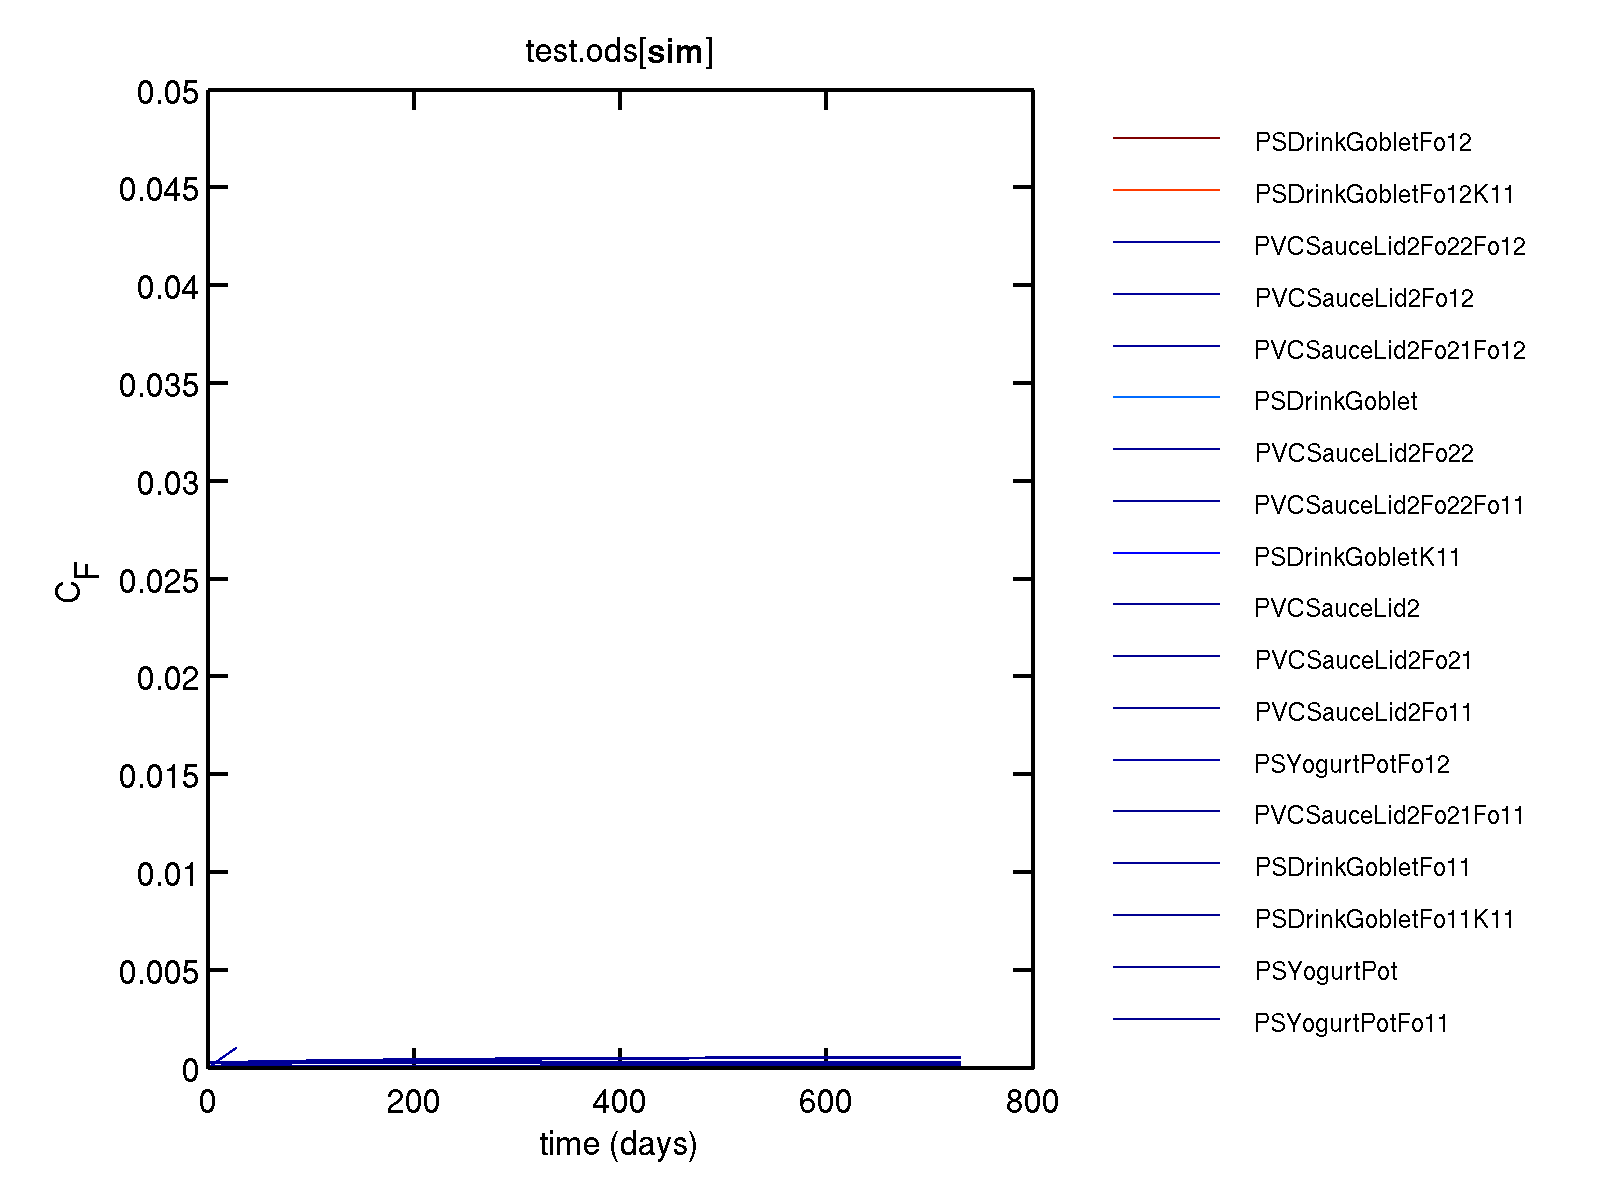 test.ods[sim]
0.05
0.045
0.04
0.035
0.03
0.025
0.02
0.015
0.01
0.005
0
C_F
0 200 400 600 800
time (days)
PSDrinkGobletFo12
PSDrinkGobletFo12K11
PVCSauceLid2Fo22Fo12
PVCSauceLid2Fo12
PVCSauceLid2Fo21Fo12
PSDrinkGoblet
PVCSauceLid2Fo22
PVCSauceLid2Fo22Fo11
PSDrinkGobletK11
PVCSauceLid2
PVCSauceLid2Fo21
PVCSauceLid2Fo11
PSYogurtPotFo12
PVCSauceLid2Fo21Fo11
PSDrinkGobletFo11
PSDrinkGobletFo11K11
PSYogurtPot
PSYogurtPotFo11